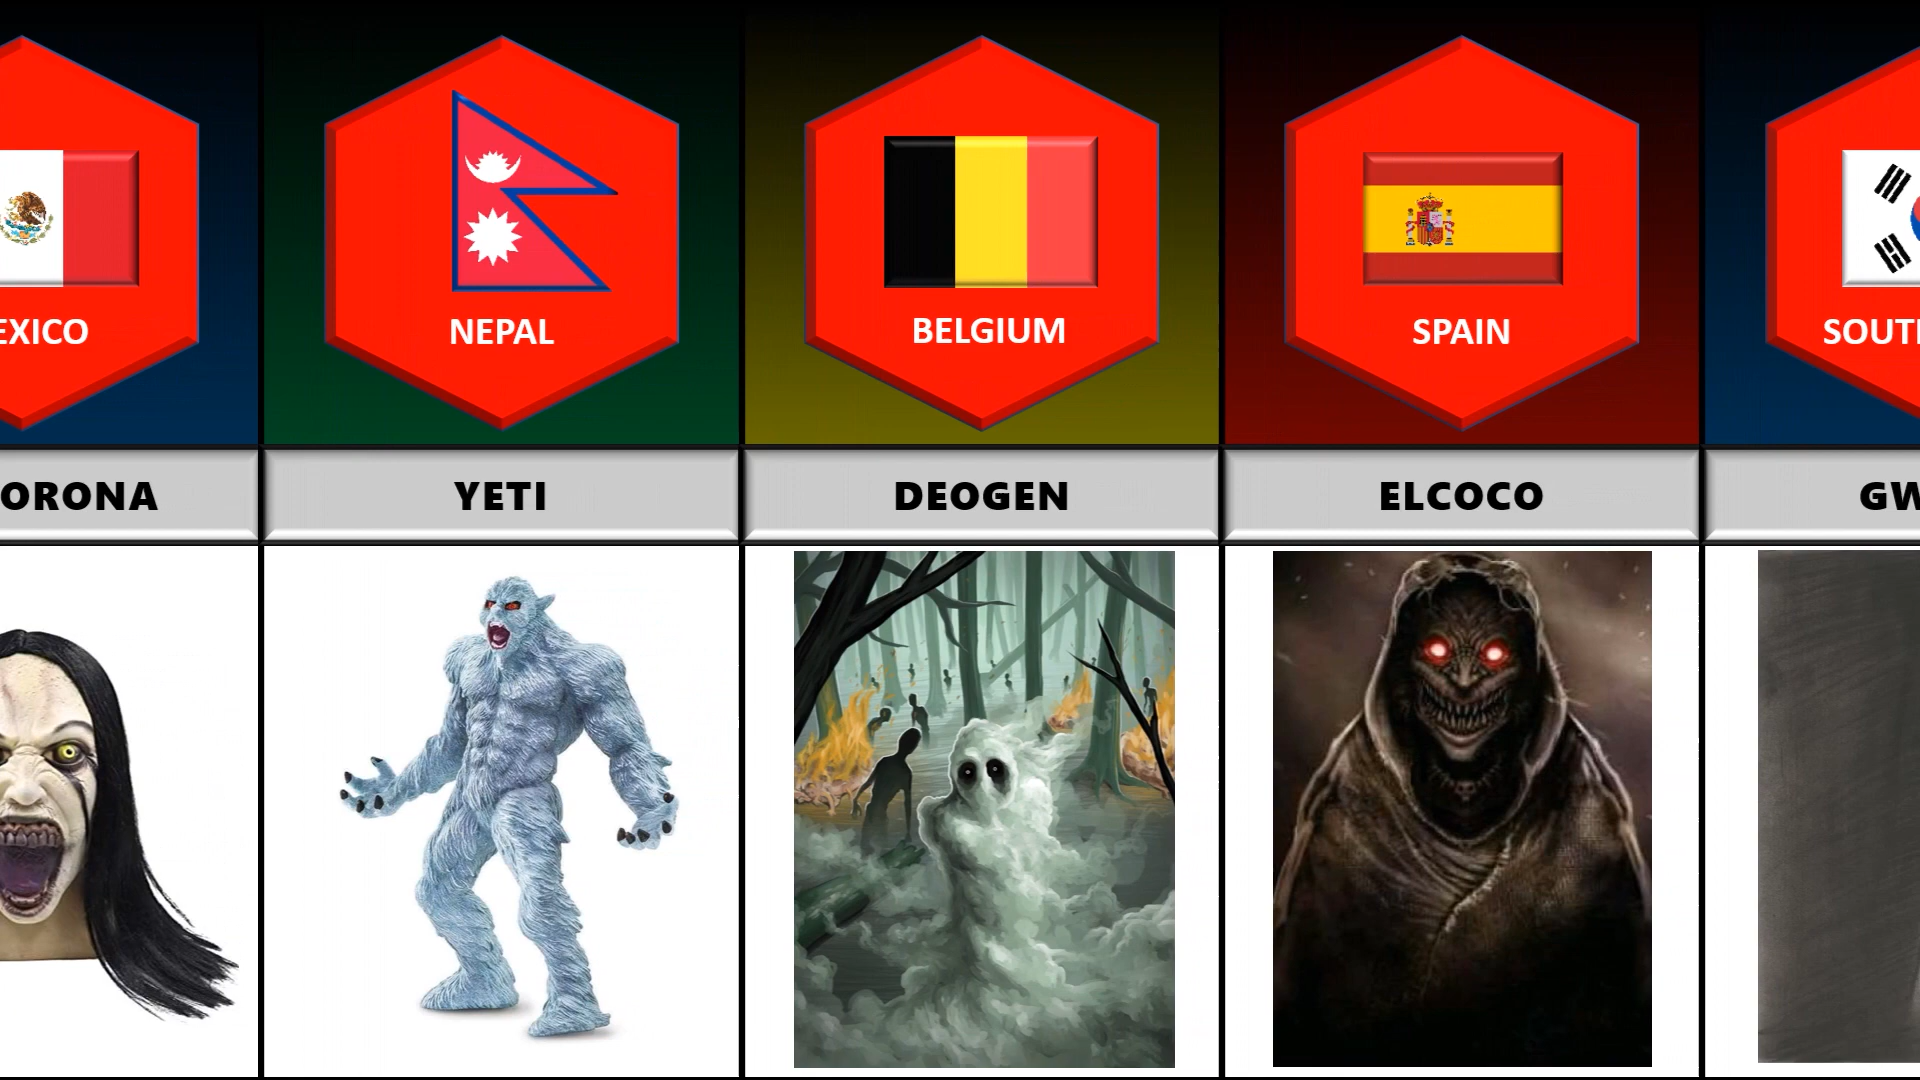 EXICO
NEPAL
BELGIUM
SPAIN
SOUT
ORONA
YETI
DEOGEN
ELCOCO
GW